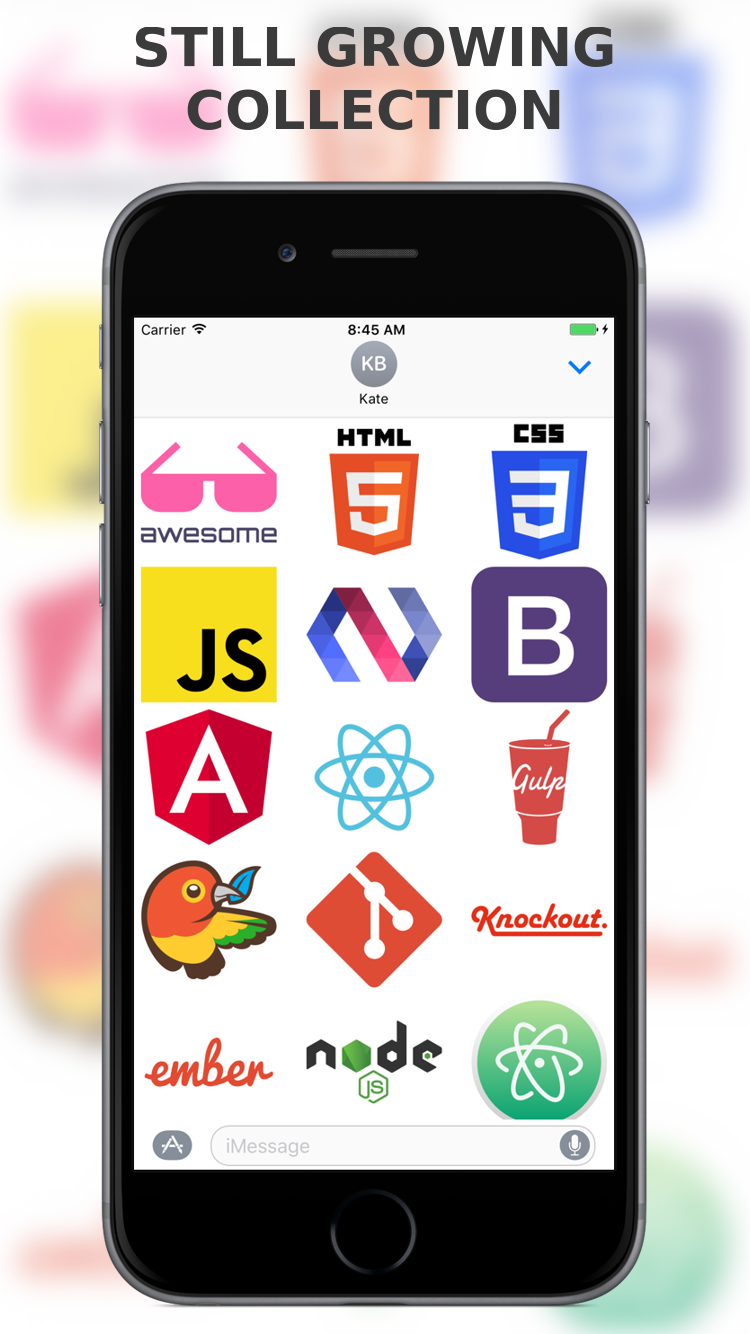 STILL GROWING
COLLECTION
Carrier
8:45 AM
KB
Kate
awesome
HTML
5
CSS
3
JS
B
A
Gulp
Knockout.
ember
node
JS
iMessage